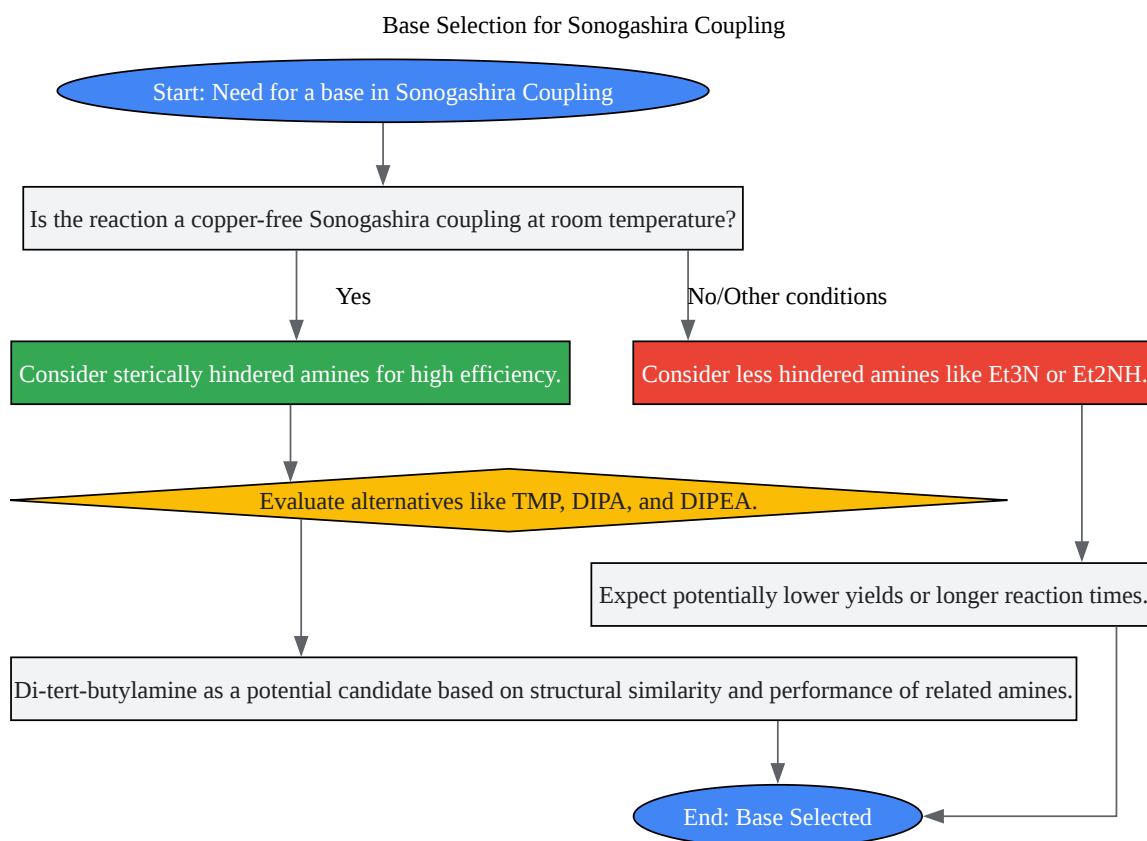 Base Selection for Sonogashira Coupling
Start: Need for a base in Sonogashira Coupling
Is the reaction a copper-free Sonogashira coupling at room temperature?
Yes
No/Other conditions
Consider sterically hindered amines for high efficiency.
Consider less hindered amines like Et3N or Et2NH.
Evaluate alternatives like TMP, DIPA, and DIPEA.
Expect potentially lower yields or longer reaction times.
Di-tert-butylamine as a potential candidate based on structural similarity and performance of related amines.
End: Base Selected